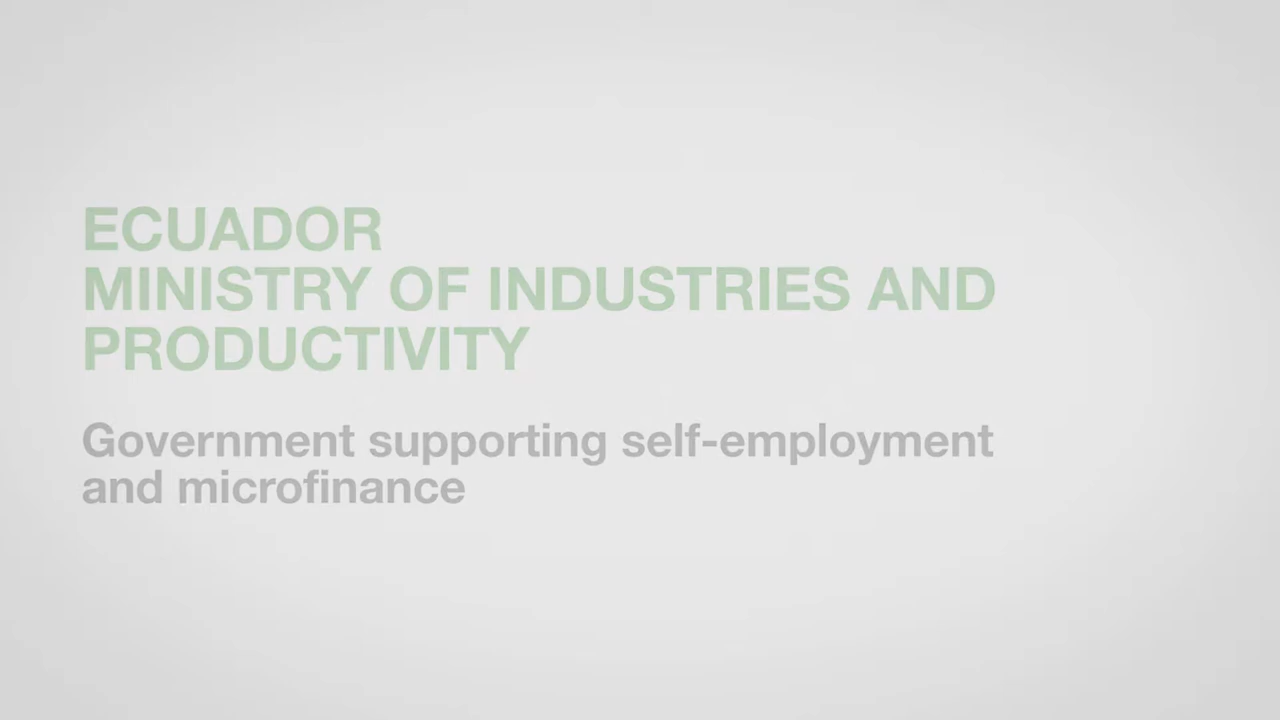 ECUADOR
MINISTRY OF INDUSTRIES AND
PRODUCTIVITY
Government supporting self-employment
and microfinance